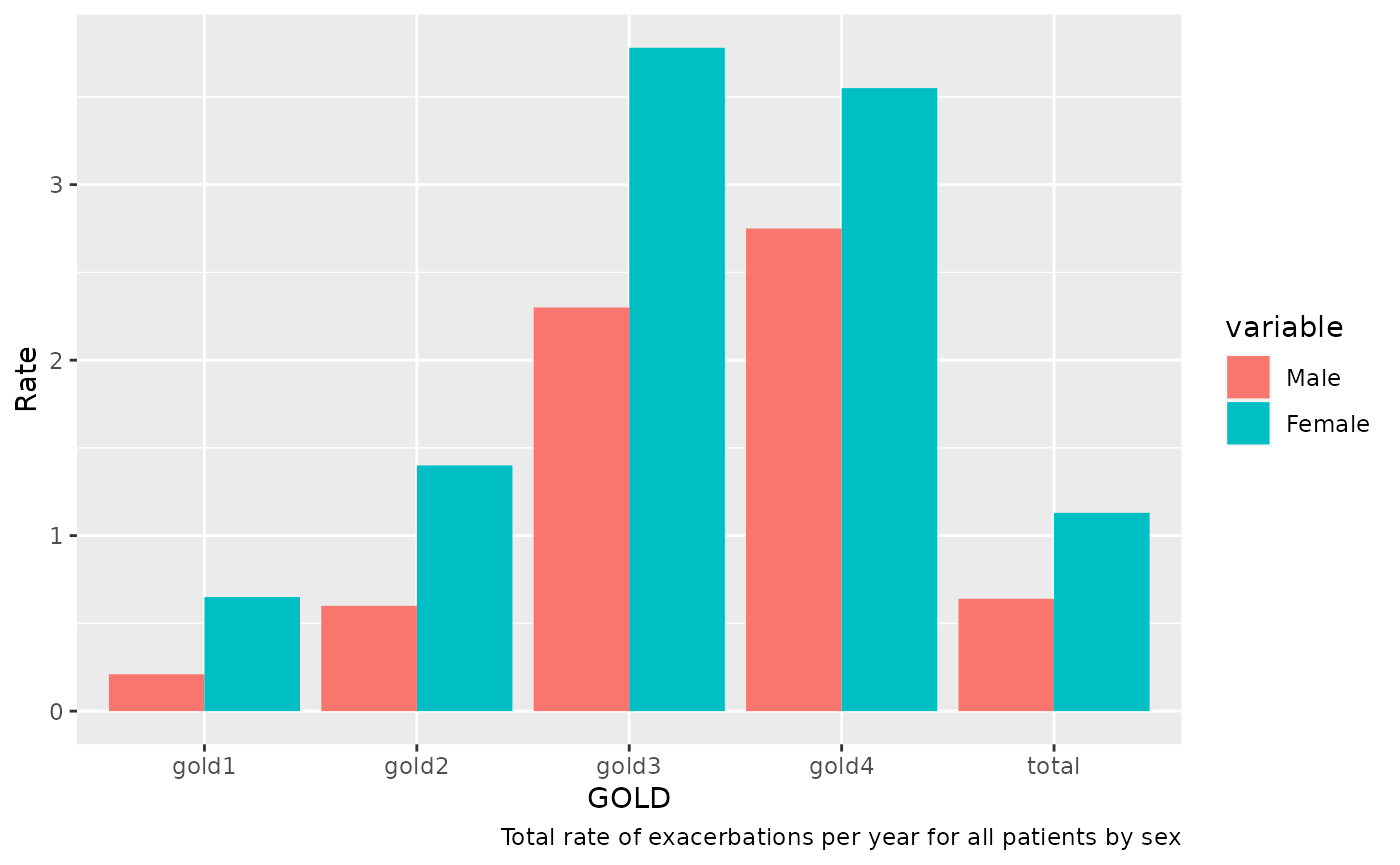 3
2
1
0
Rate
gold1 gold2 gold3 gold4 total
GOLD
Total rate of exacerbations per year for all patients by sex
variable
Male
Female